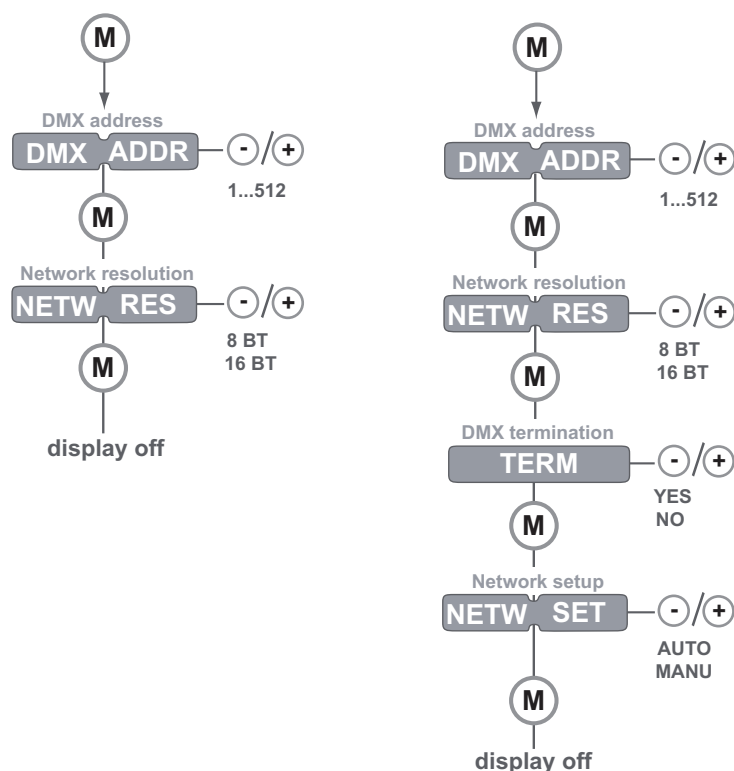 M
DMX address
DMX ADDR - / +
1...512
M
Network resolution
NETW RES - / +
8 BT
16 BT
M
display off
M
DMX address
DMX ADDR - / +
1...512
M
Network resolution
NETW RES - / +
8 BT
16 BT
M
DMX termination
TERM - / +
YES
NO
M
Network setup
NETW SET - / +
AUTO
MANU
M
display off